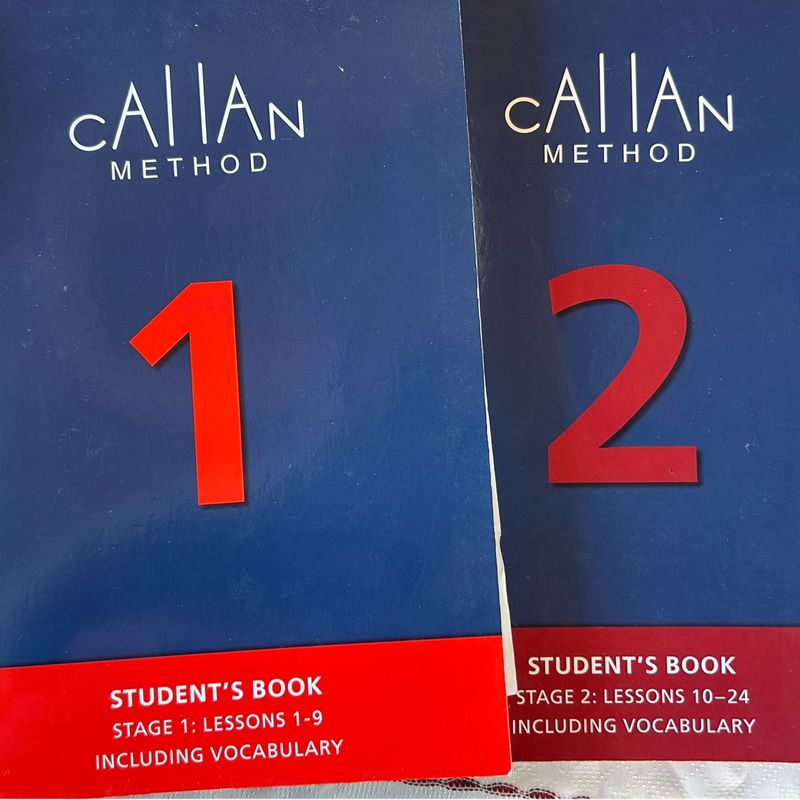 CALLAN
METHOD
1
STUDENT'S BOOK
STAGE 1: LESSONS 1-9
INCLUDING VOCABULARY
CALLAN
METHOD
2
STUDENT'S BOOK
STAGE 2: LESSONS 10–24
INCLUDING VOCABULARY